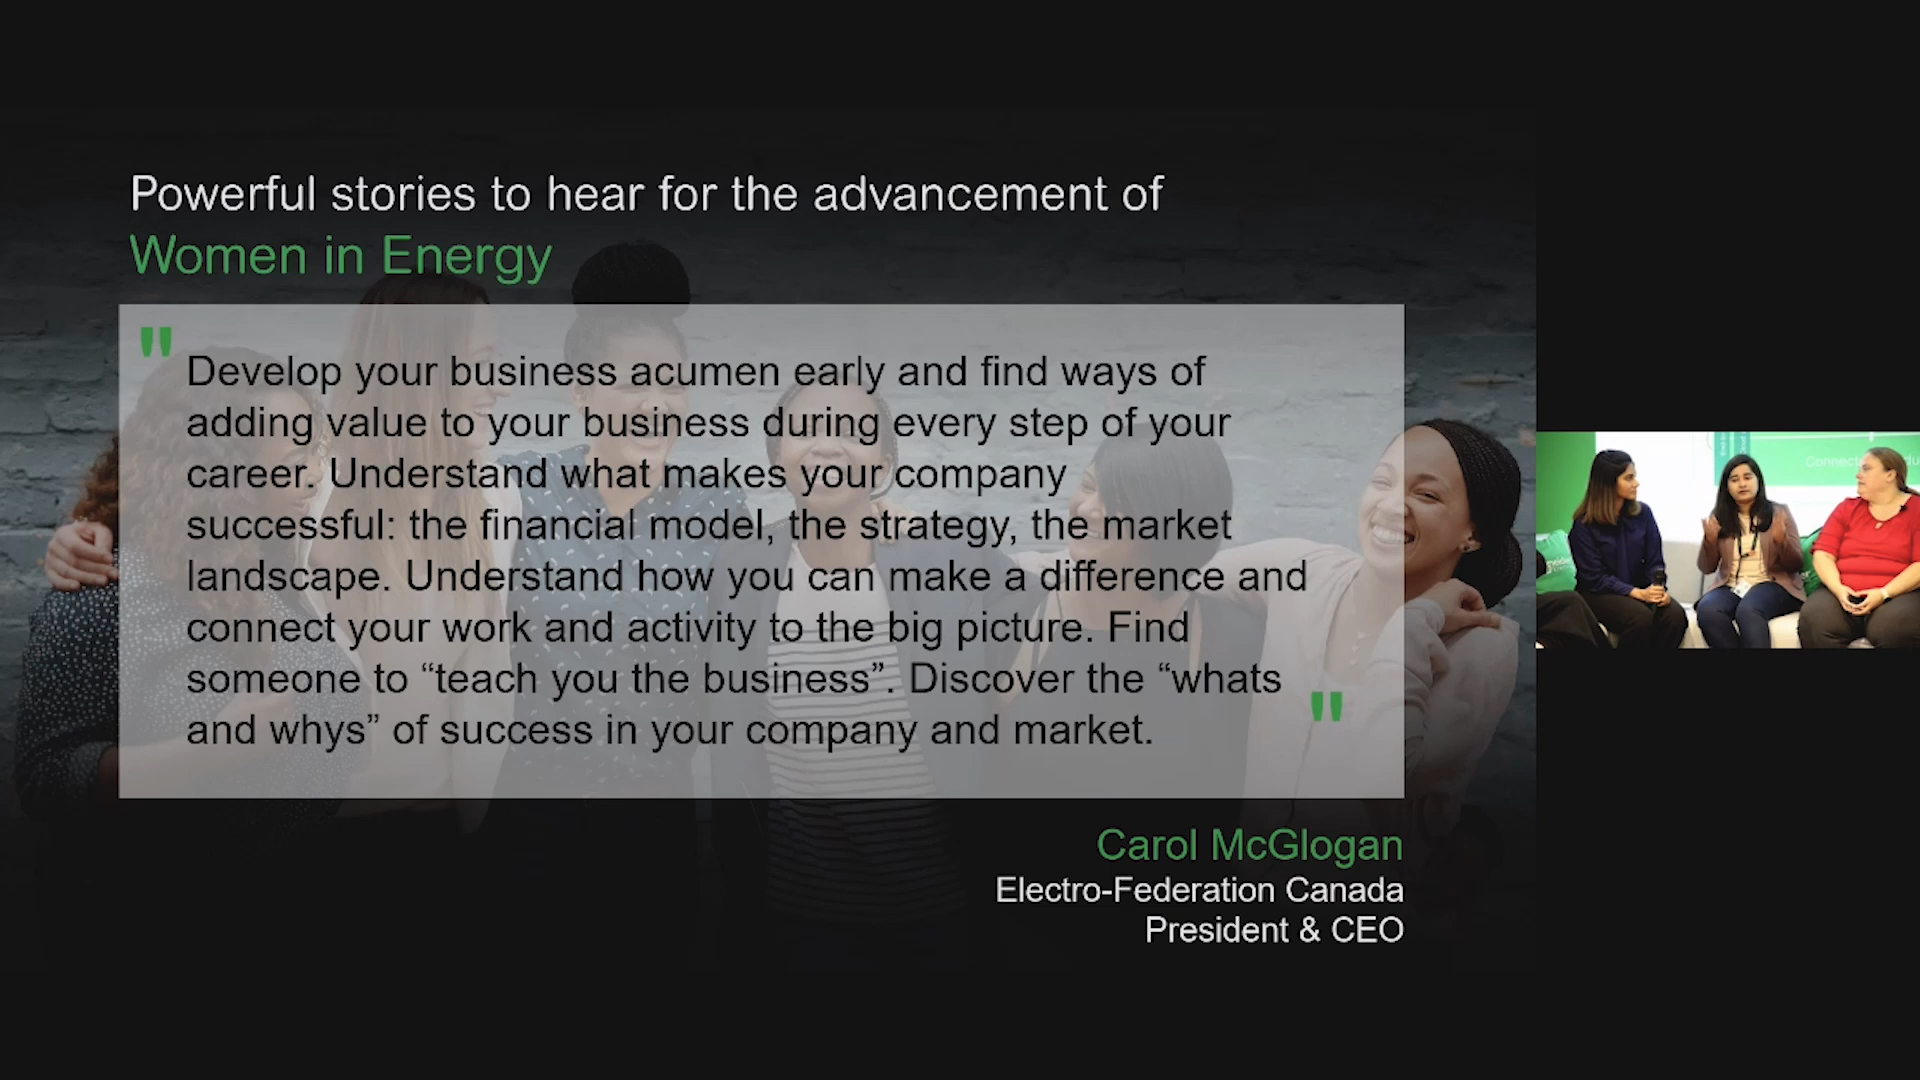 Powerful stories to hear for the advancement of
Women in Energy
"
Develop your business acumen early and find ways of
adding value to your business during every step of your
career. Understand what makes your company
successful: the financial model, the strategy, the market
landscape. Understand how you can make a difference and
connect your work and activity to the big picture. Find
someone to “teach you the business”. Discover the “whats
and whys” of success in your company and market.
"
Carol McGlogan
Electro-Federation Canada
President & CEO